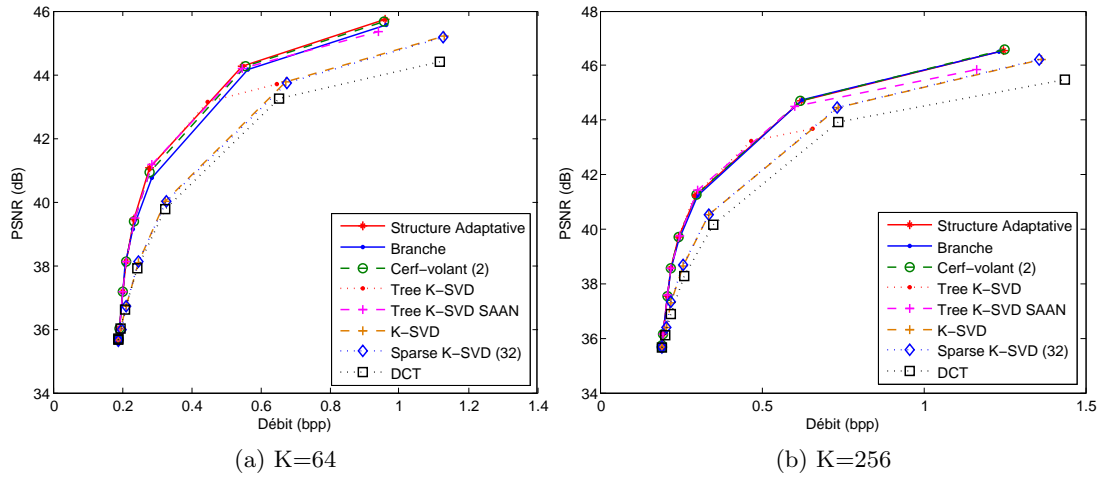 48
46
44
42
40
38
36
34
PSNR (dB)
0
0.2
0.4
0.6
0.8
1
1.2
1.4
Débit (bpp)
Structure Adaptative
Branche
Cerf−volant (2)
Tree K−SVD
Tree K−SVD SAAN
K−SVD
Sparse K−SVD (32)
DCT
(a) K=64
48
46
44
42
40
38
36
34
PSNR (dB)
0
0.5
1
1.5
Débit (bpp)
Structure Adaptative
Branche
Cerf−volant (2)
Tree K−SVD
Tree K−SVD SAAN
K−SVD
Sparse K−SVD (32)
DCT
(b) K=256